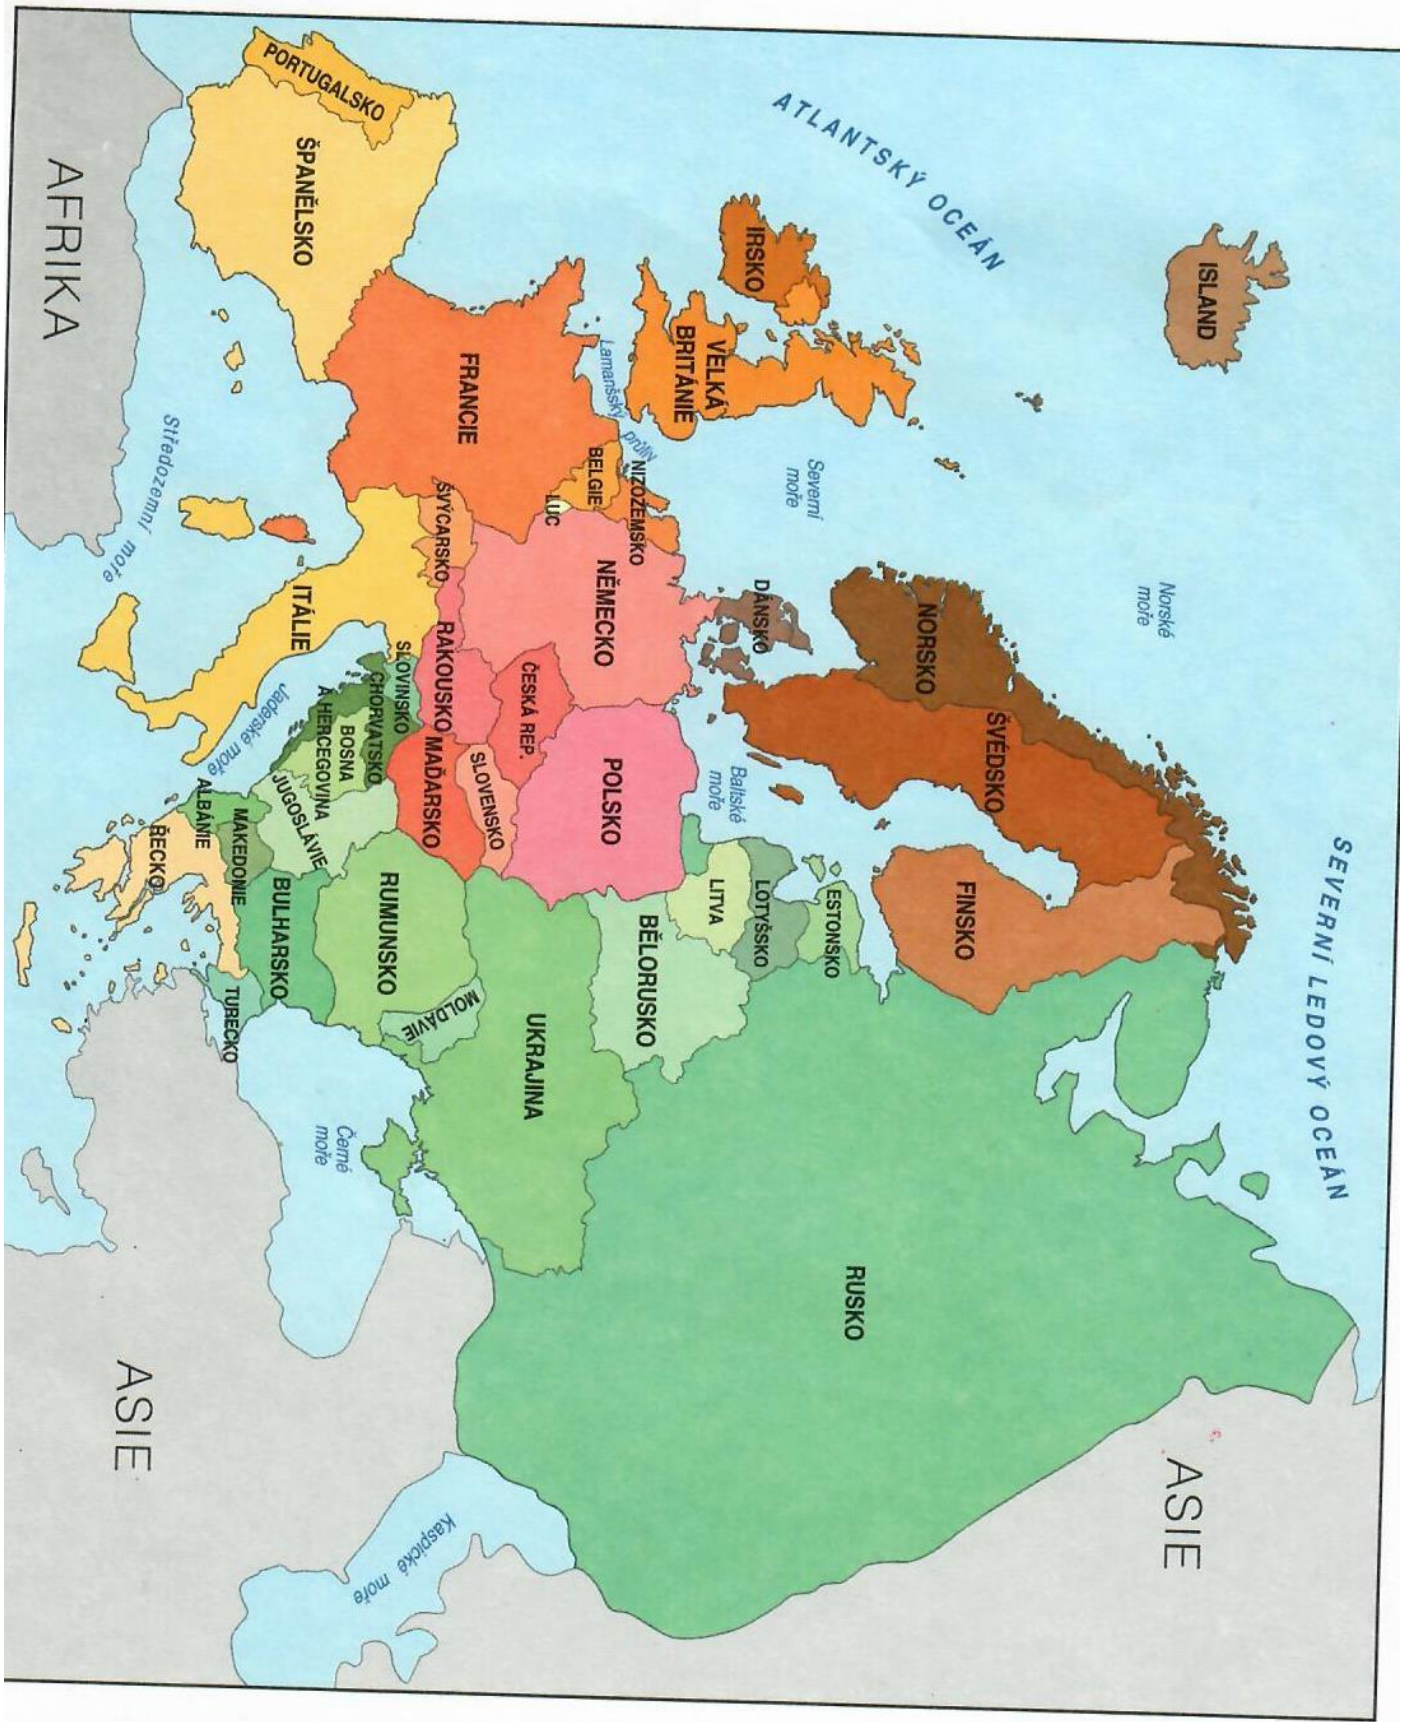 SEVERNÍ LEDOVÝ OCEÁN
ISLAND
Norské
moře
ATLANTSKÝ OCEÁN
NORSKO
ŠVÉDSKO
FINSKO
RUSKO
ASIE
IRSKO
VELKÁ
BRITÁNIE
Severní
moře
DÁNSKO
Baltské
moře
ESTONSKO
LOTYŠSKO
LITVA
Lamanšský průliv
NIZOZEMSKO
BELGIE
LUC
NĚMECKO
POLSKO
BĚLORUSKO
FRANCIE
ŠVÝCARSKO
RAKOUSKO
ČESKÁ REP.
SLOVENSKO
MAĎARSKO
UKRAJINA
MOLDÁVIE
RUMUNSKO
PORTUGALSKO
ŠPANĚLSKO
ITÁLIE
SLOVINSKO
CHORVATSKO
BOSNA
A HERCEGOVINA
JUGOSLÁVIE
BULHARSKO
MAKEDONIE
ALBÁNIE
ŘECKO
TURECKO
Jaderské moře
Černé
moře
Kaspické moře
Středozemní moře
AFRIKA
ASIE